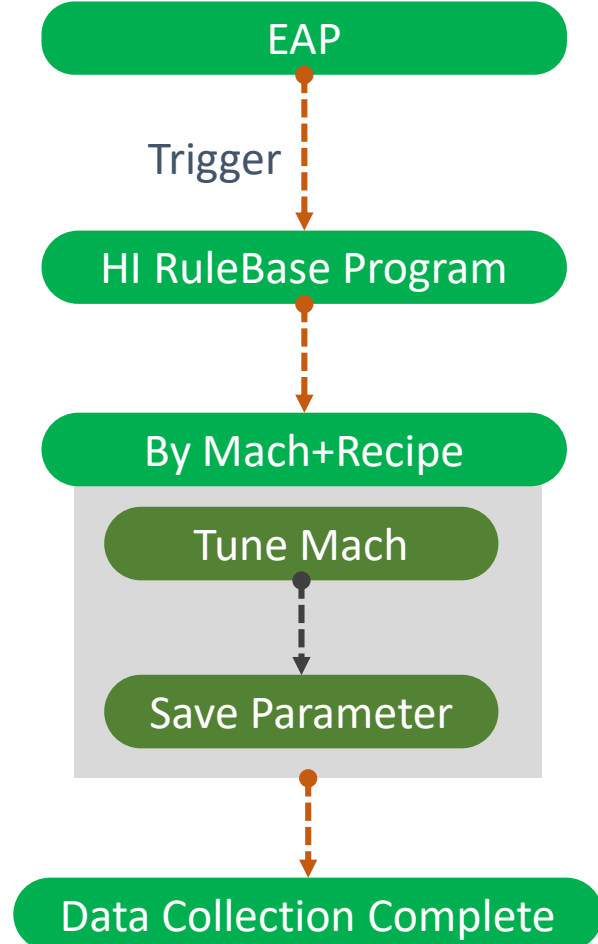 EAP
Trigger
HI RuleBase Program
By Mach+Recipe
Tune Mach
Save Parameter
Data Collection Complete